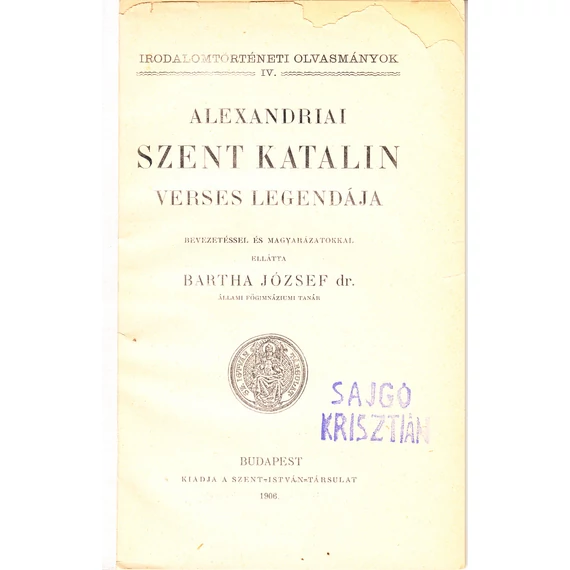 IRODALOMTÖRTÉNETI OLVASMÁNYOK
IV.
ALEXANDRIAI
SZENT KATALIN
VERSES LEGENDÁJA
BEVEZETÉSSEL ÉS MAGYARÁZATOKKAL
ELLÁTTA
BARTHA JÓZSEF dr.
ÁLLAMI FŐGIMNÁZIUMI TANÁR
SAJGÓ
KRISZTIÁN
BUDAPEST
KIADJA A SZENT-ISTVÁN-TÁRSULAT
1906.